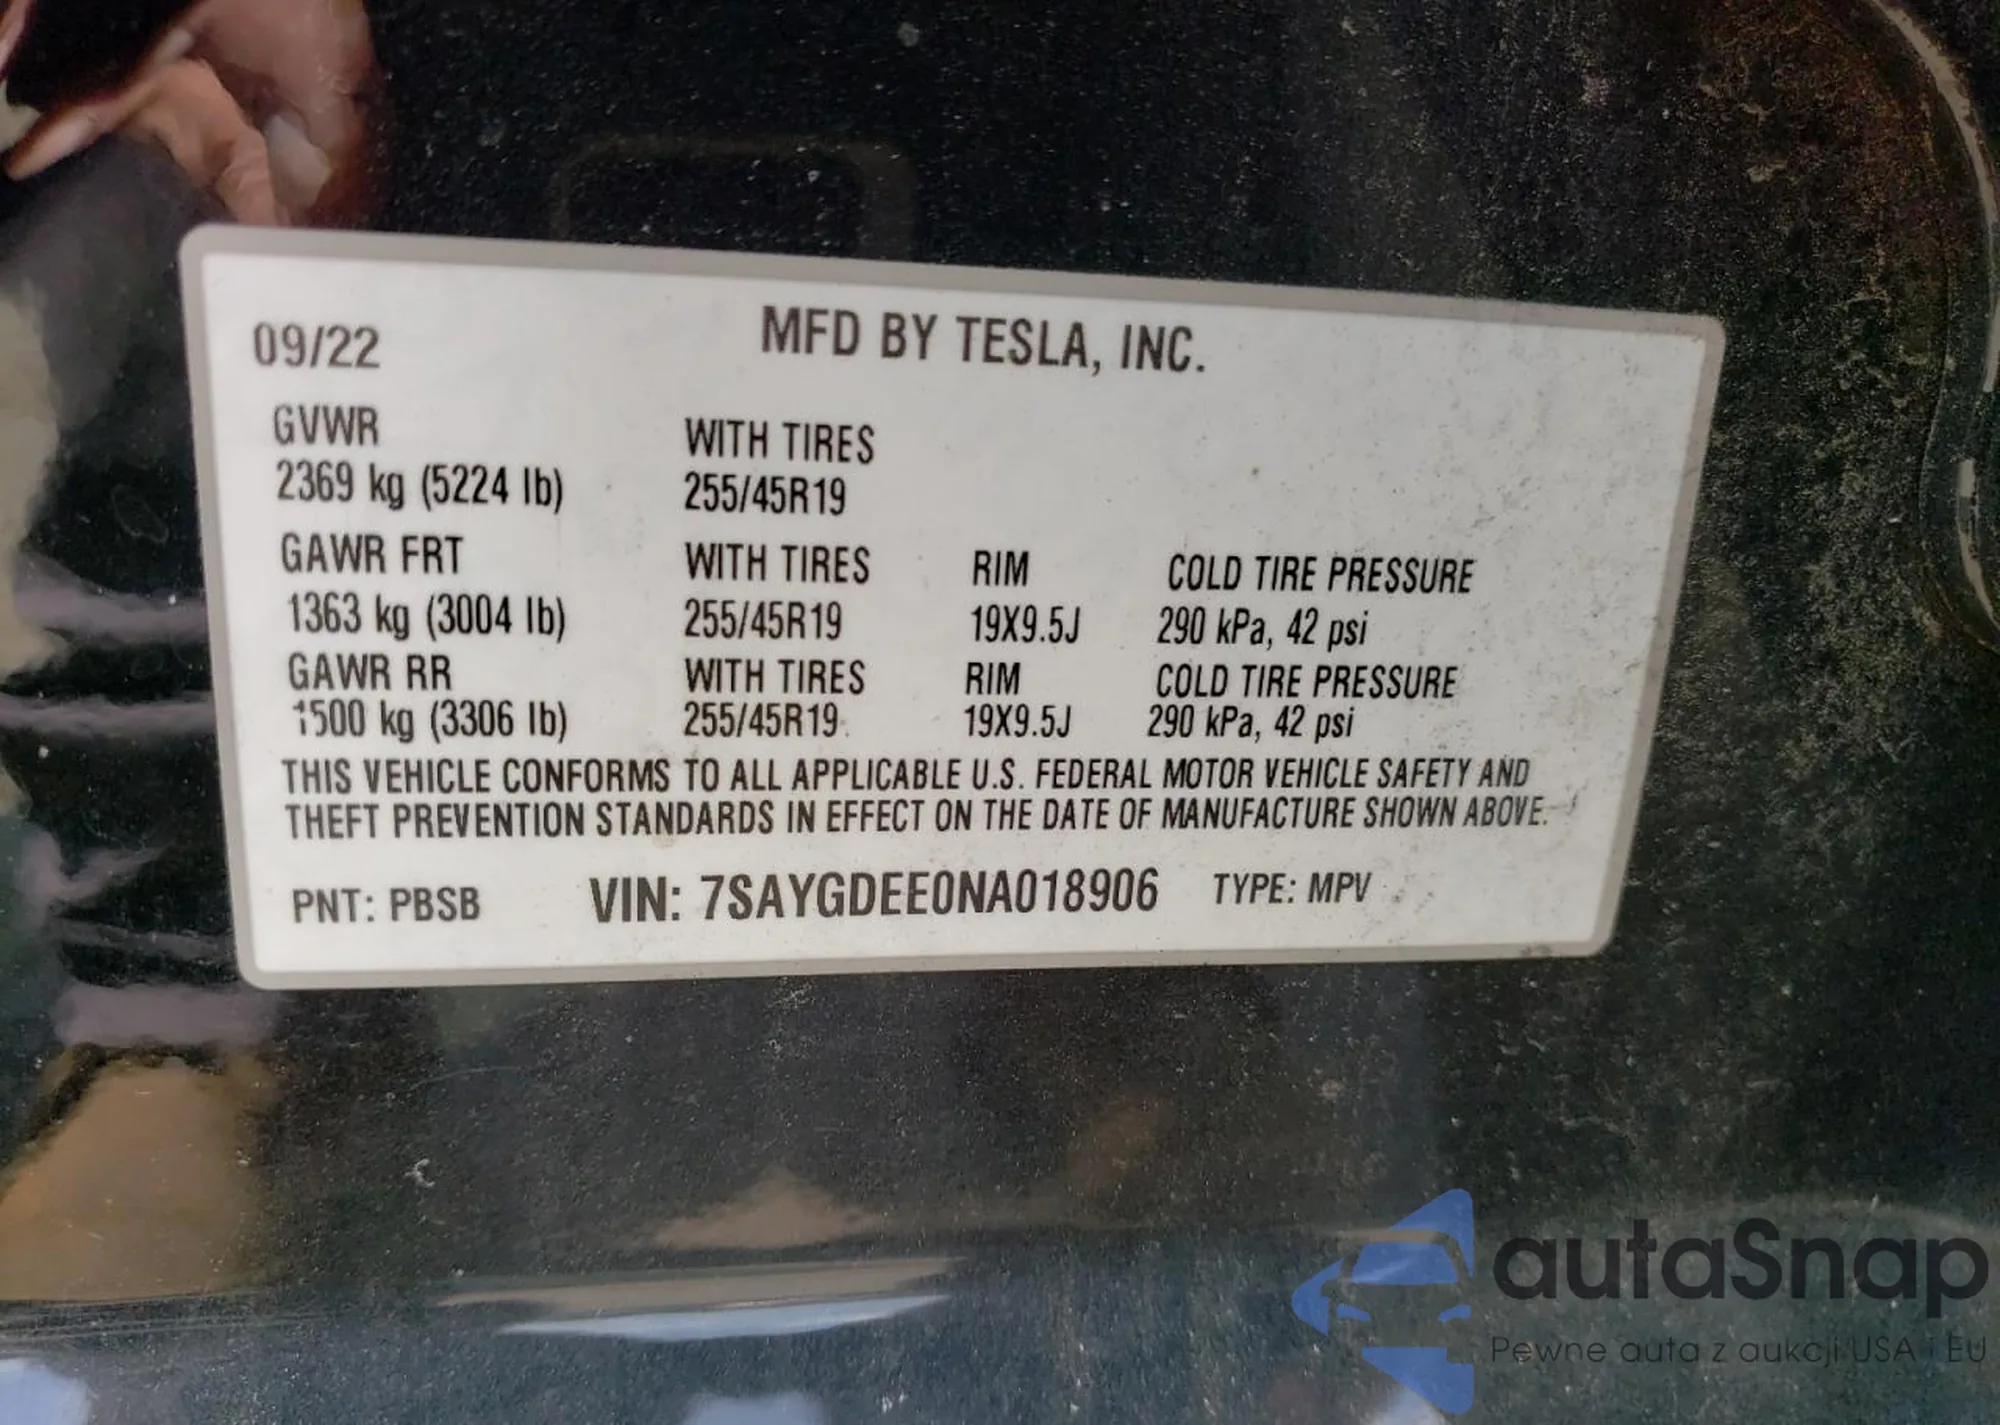 09/22 MFD BY TESLA, INC.
GVWR WITH TIRES
2369 kg (5224 lb) 255/45R19
GAWR FRT WITH TIRES RIM COLD TIRE PRESSURE
1363 kg (3004 lb) 255/45R19 19X9.5J 290 kPa, 42 psi
GAWR RR WITH TIRES RIM COLD TIRE PRESSURE
1500 kg (3306 lb) 255/45R19 19X9.5J 290 kPa, 42 psi
THIS VEHICLE CONFORMS TO ALL APPLICABLE U.S. FEDERAL MOTOR VEHICLE SAFETY AND
THEFT PREVENTION STANDARDS IN EFFECT ON THE DATE OF MANUFACTURE SHOWN ABOVE.
PNT: PBSB VIN: 7SAYGDEE0NA018906 TYPE: MPV
autaSnap
Pewne auta z aukcji USA i EU